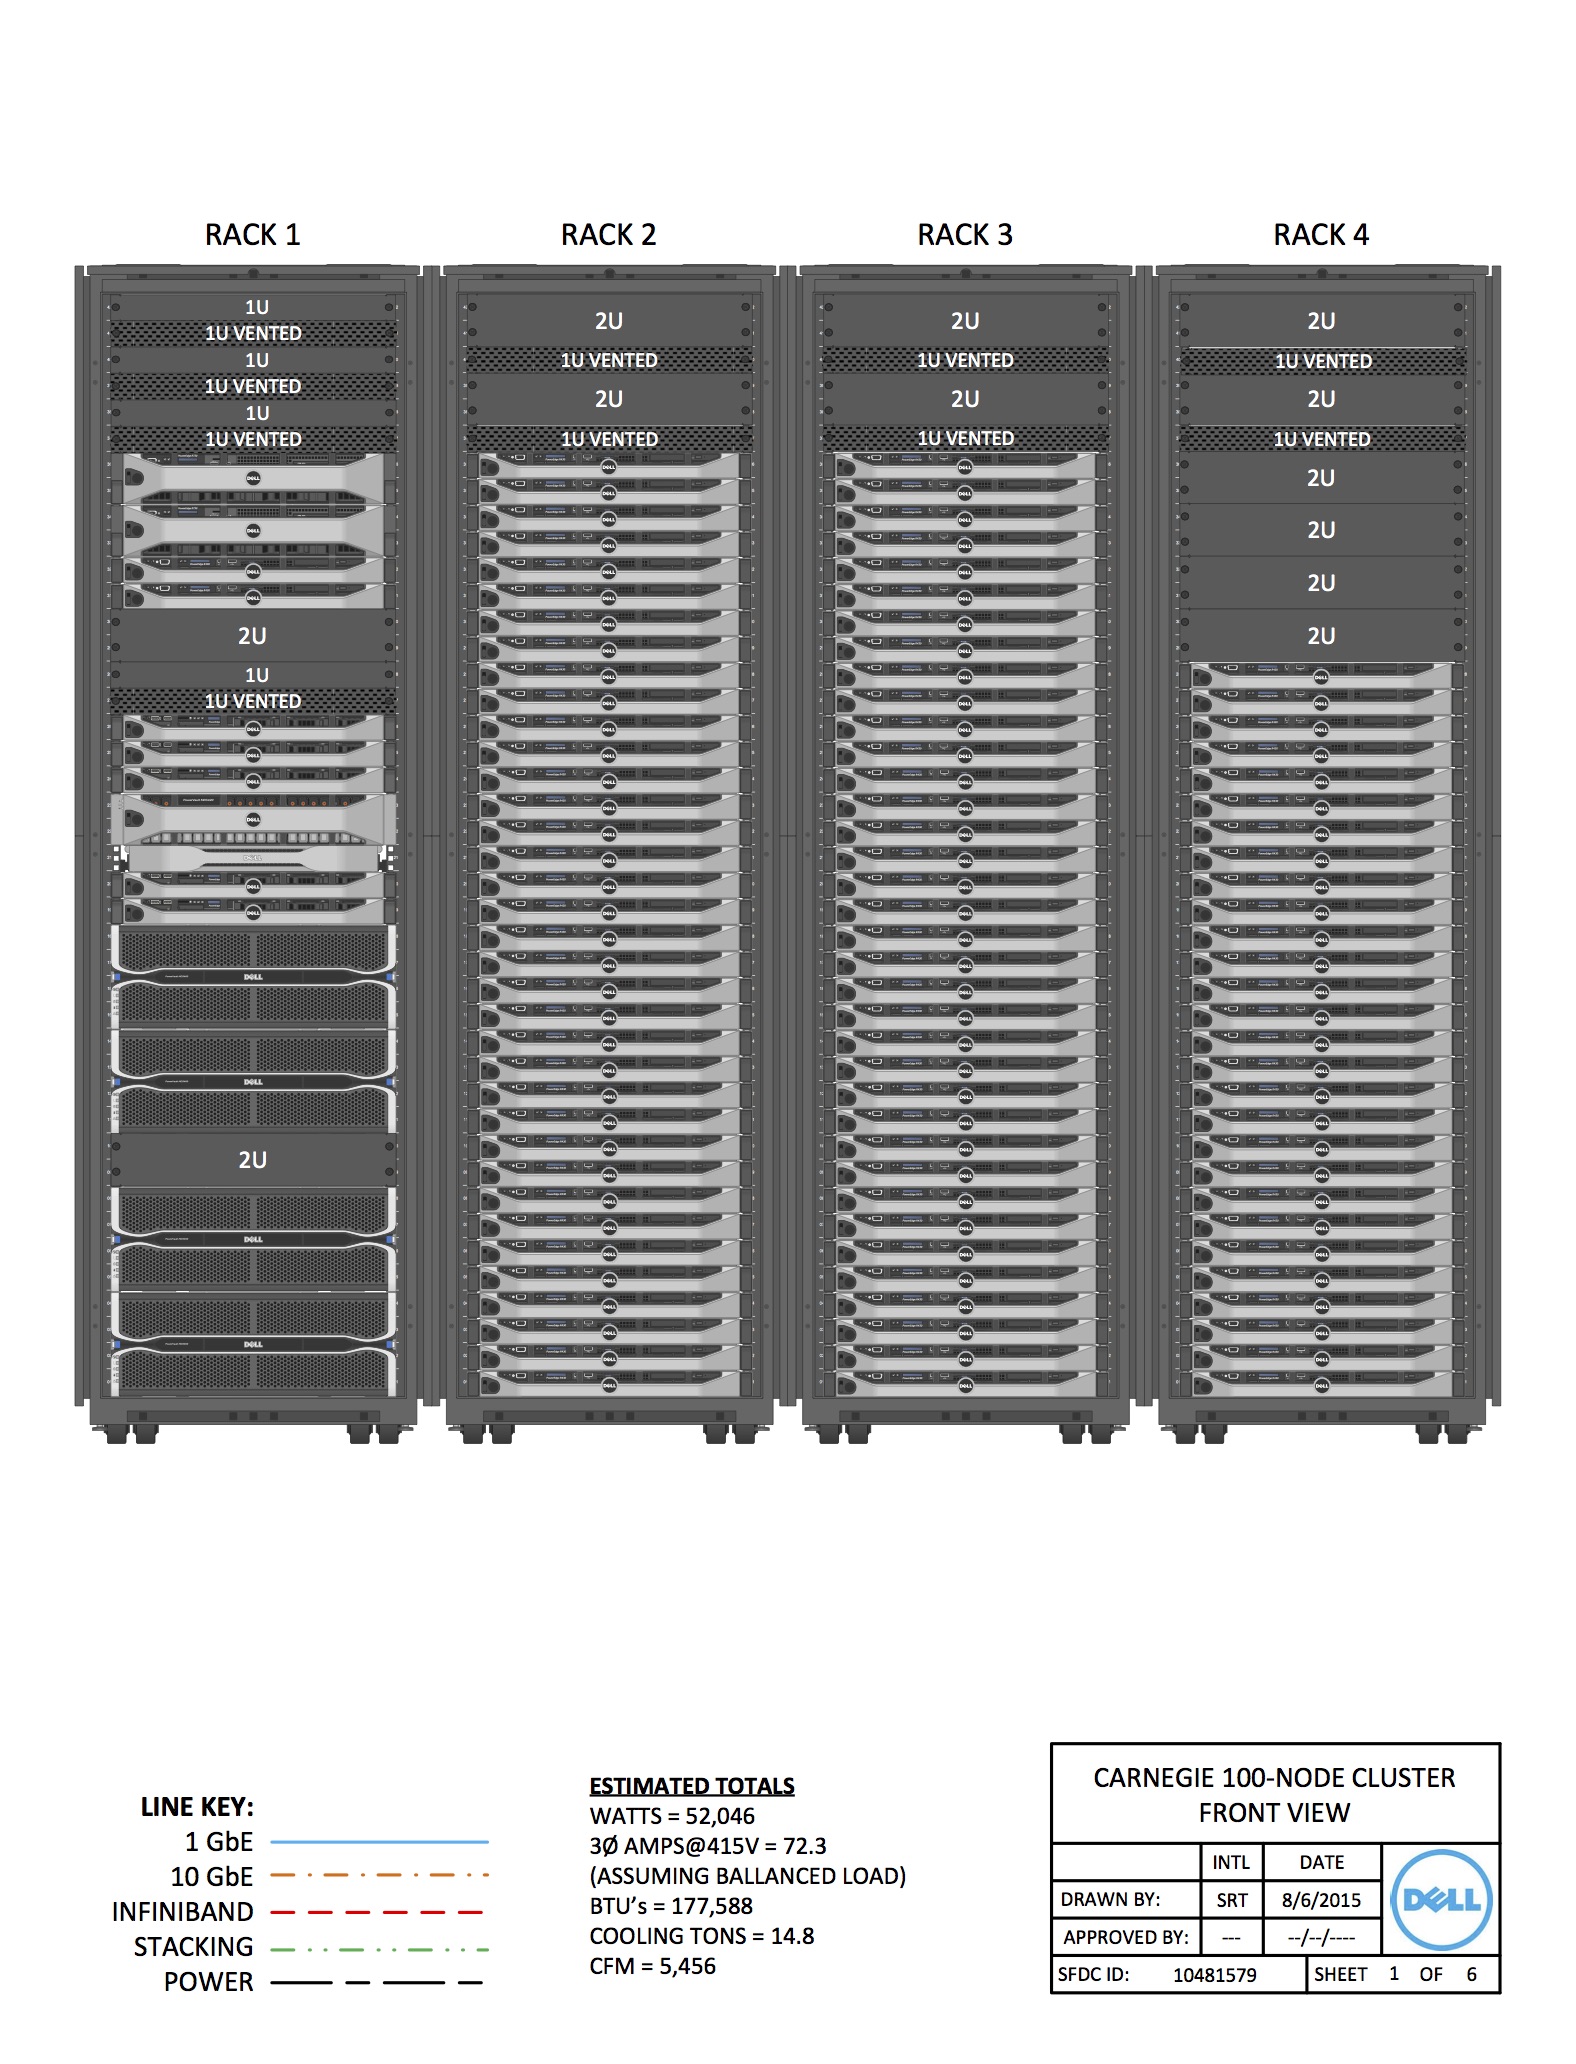 RACK 1
RACK 2
RACK 3
RACK 4
1U
1U VENTED
1U
1U VENTED
1U
1U VENTED
2U
1U
1U VENTED
2U
2U
1U VENTED
2U
1U VENTED
2U
1U VENTED
2U
1U VENTED
2U
1U VENTED
2U
1U VENTED
2U
2U
2U
2U
DELL
LINE KEY:
1 GbE
10 GbE
INFINIBAND
STACKING
POWER
ESTIMATED TOTALS
WATTS = 52,046
3Ø AMPS@415V = 72.3
(ASSUMING BALLANCED LOAD)
BTU’s = 177,588
COOLING TONS = 14.8
CFM = 5,456
CARNEGIE 100-NODE CLUSTER
FRONT VIEW
INTL DATE
DRAWN BY: SRT 8/6/2015
APPROVED BY: --- --/--/----
DELL
SFDC ID: 10481579 SHEET 1 OF 6